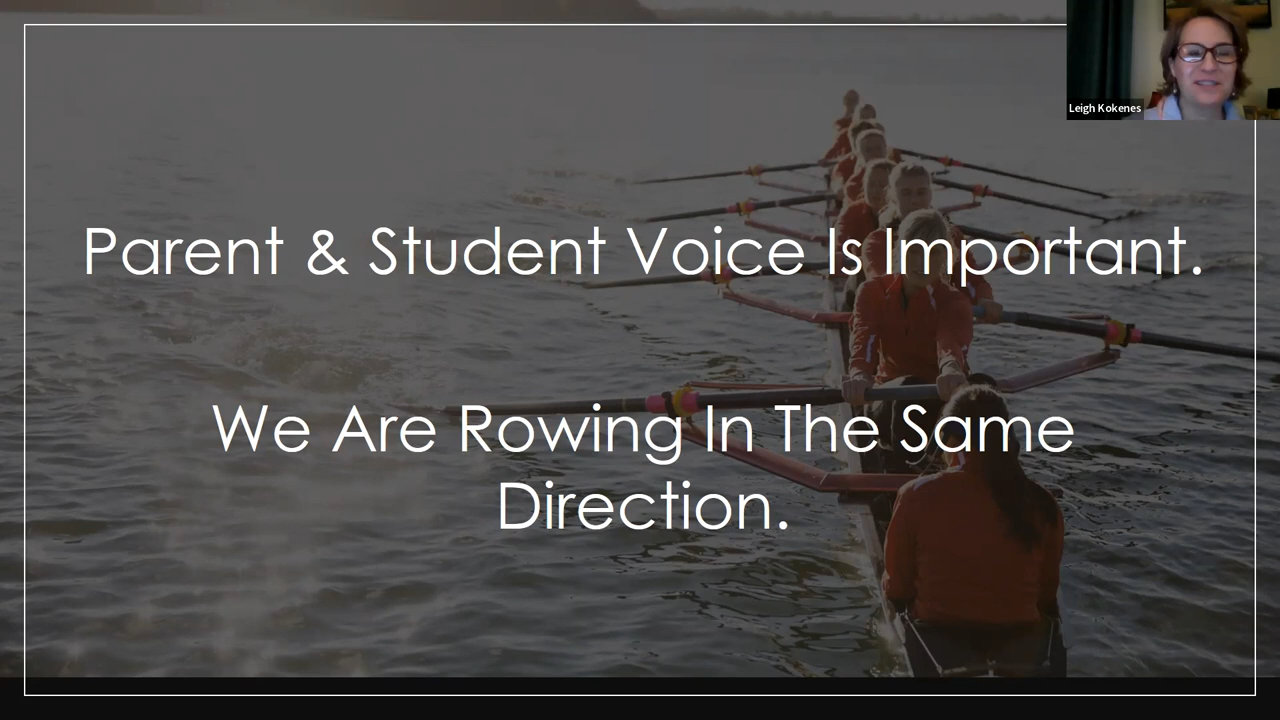 Leigh Kokenes
Parent & Student Voice Is Important.
We Are Rowing In The Same
Direction.